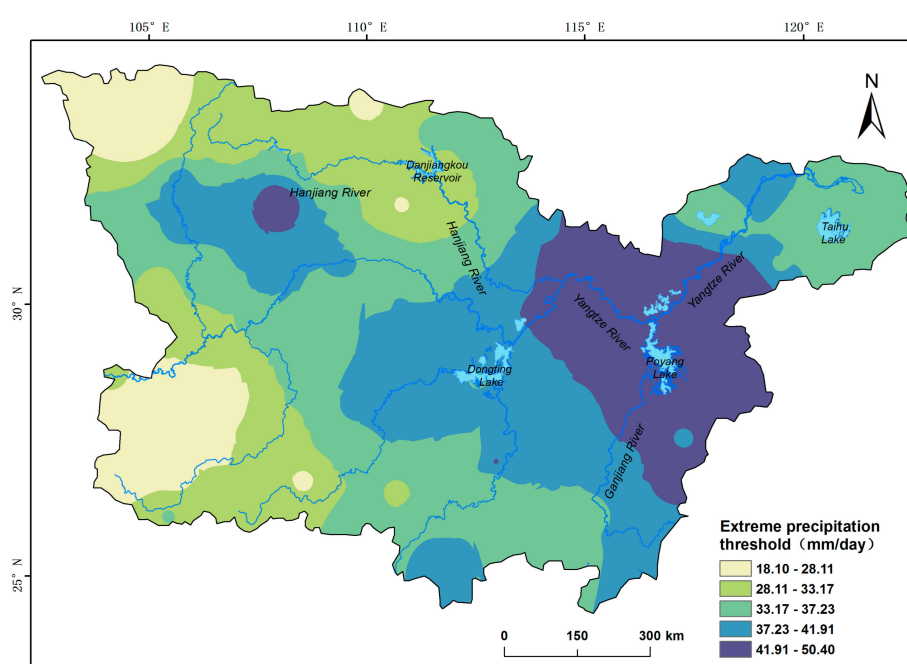 105° E
110° E
115° E
120° E
N
Danjiangkou
Reservoir
Hanjiang River
Hanjiang River
Taihu
Lake
Yangtze River
30° N
Yangtze River
Dongting
Lake
Poyang
Lake
Ganjiang River
25° N
Extreme precipitation
threshold（mm/day）
18.10 - 28.11
28.11 - 33.17
33.17 - 37.23
37.23 - 41.91
41.91 - 50.40
0 150 300 km